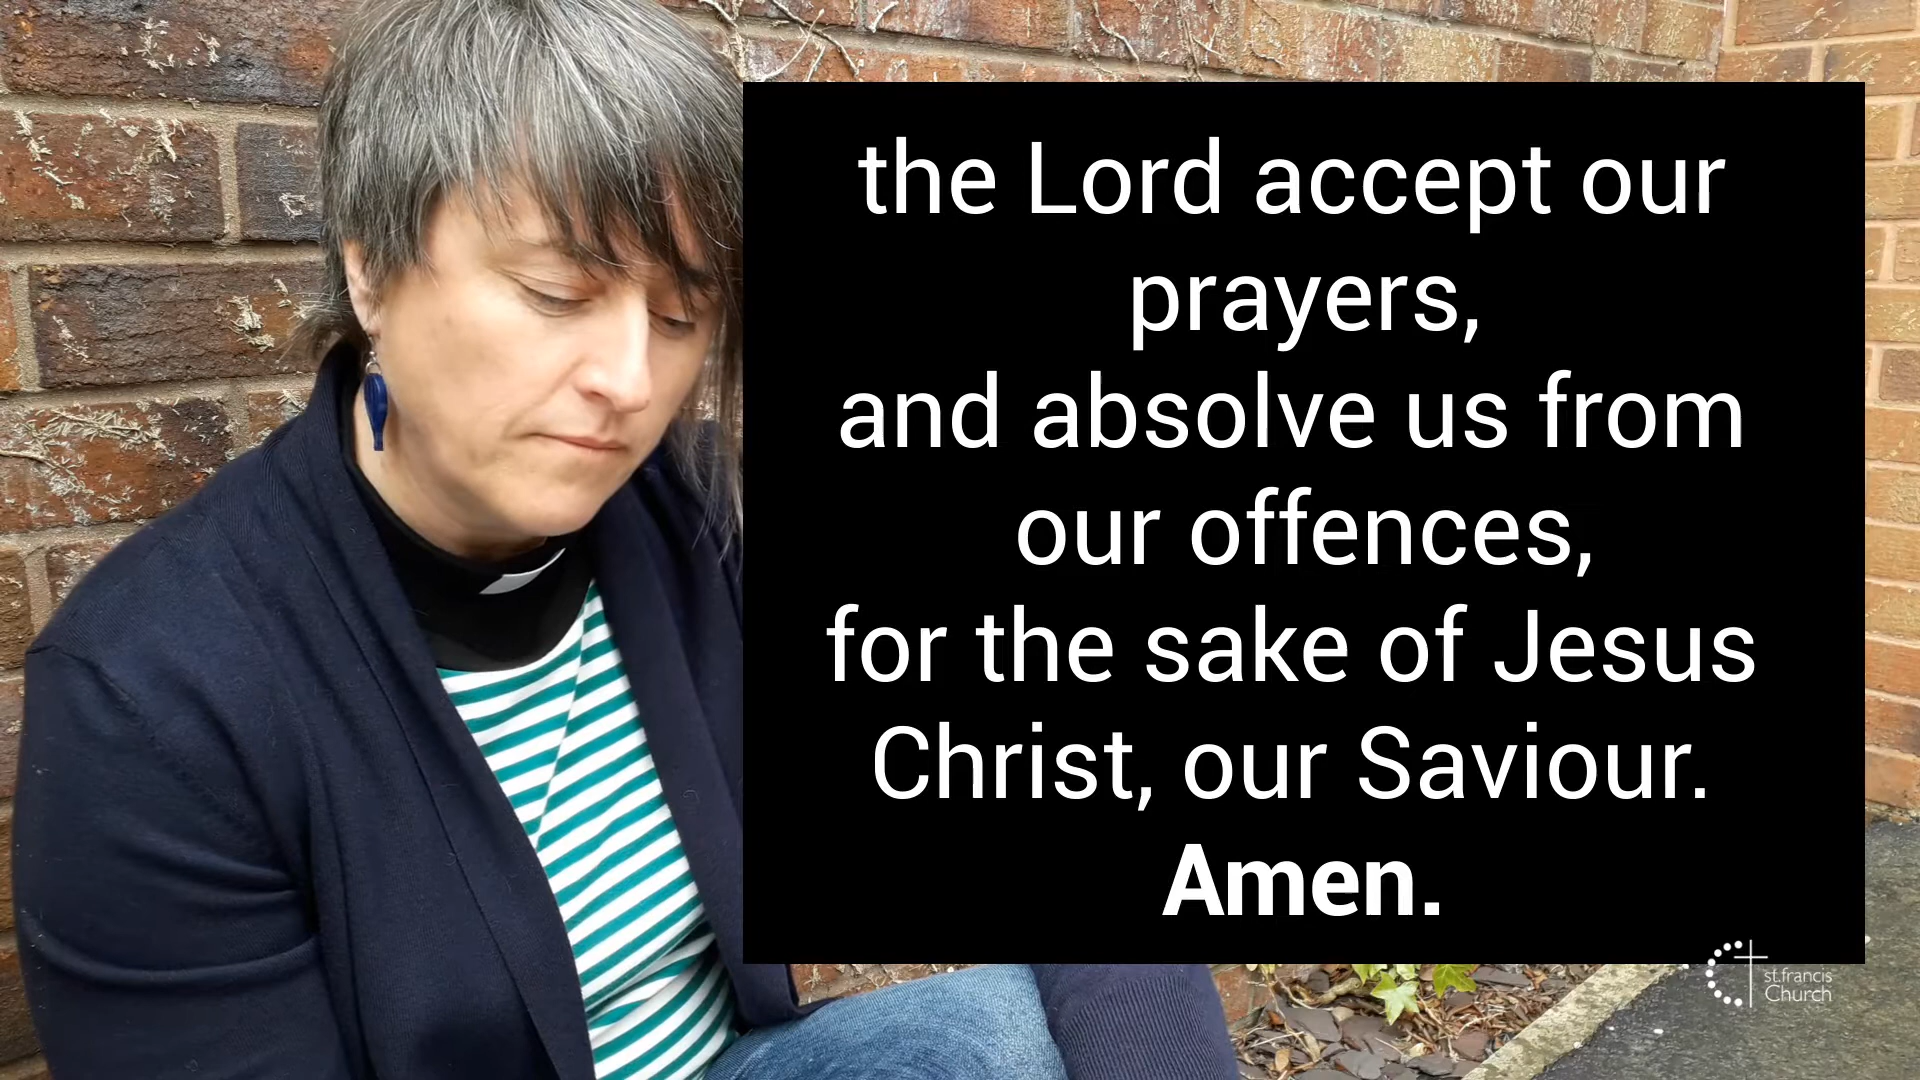 the Lord accept our
prayers,
and absolve us from
our offences,
for the sake of Jesus
Christ, our Saviour.
Amen.
st.francis
Church